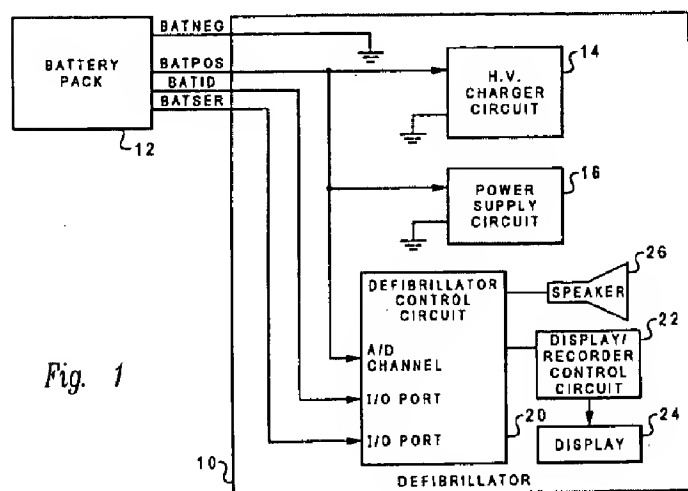 BATTERY
PACK
12
BATNEG
BATPOS
BATID
BATSER
H.V.
CHARGER
CIRCUIT
14
POWER
SUPPLY
CIRCUIT
16
DEFIBRILLATOR
CONTROL
CIRCUIT
A/D
CHANNEL
I/O PORT
I/O PORT
20
SPEAKER
26
DISPLAY/
RECORDER
CONTROL
CIRCUIT
22
DISPLAY
24
Fig. 1
10
DEFIBRILLATOR